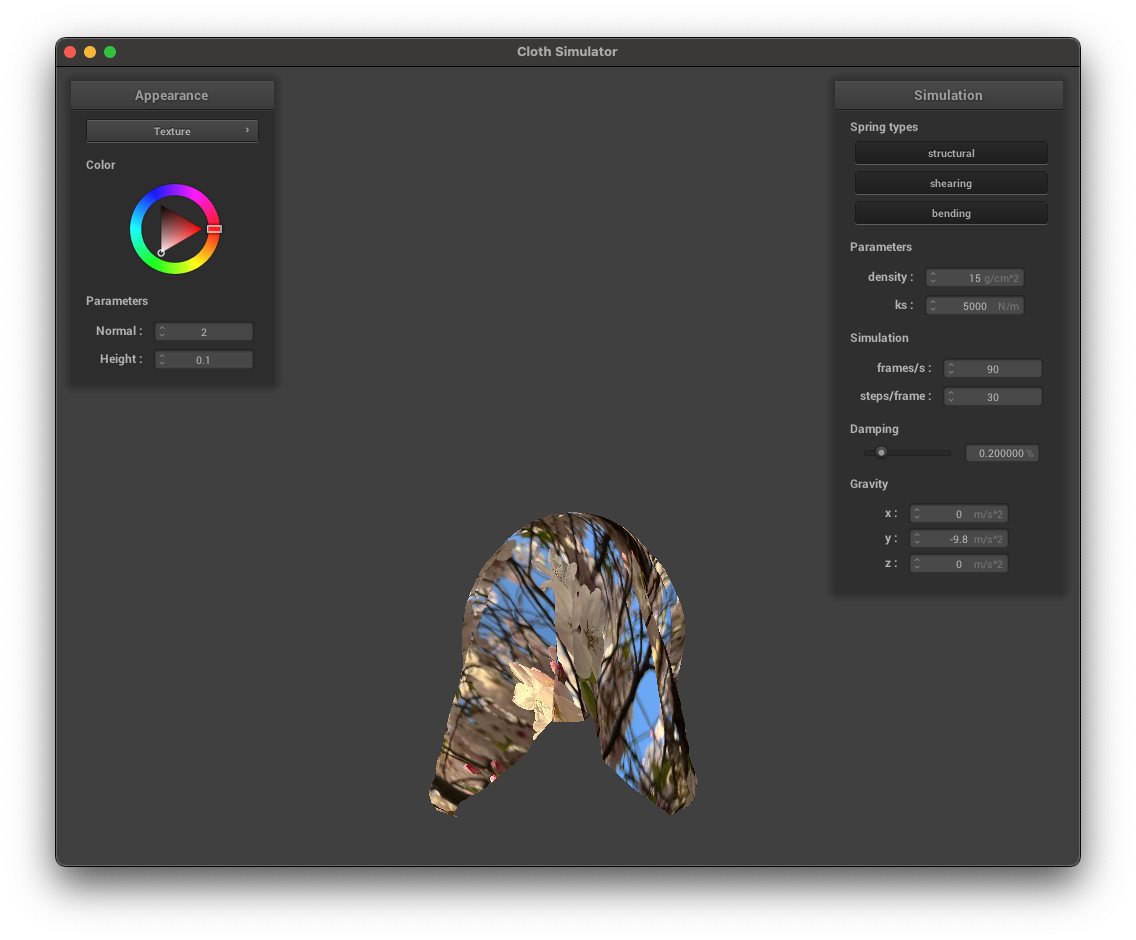 Cloth Simulator
Appearance
Texture ›
Color
Parameters
Normal : 2
Height : 0.1
Simulation
Spring types
structural
shearing
bending
Parameters
density : 15 g/cm^2
ks : 5000 N/m
Simulation
frames/s : 90
steps/frame : 30
Damping
0.200000 %
Gravity
x : 0 m/s^2
y : -9.8 m/s^2
z : 0 m/s^2